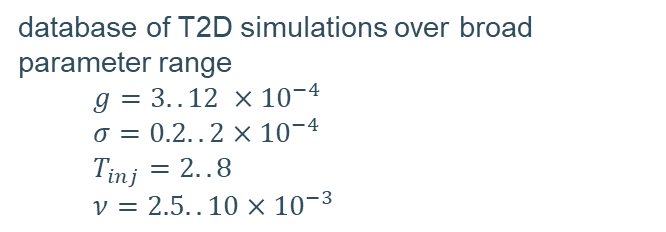 database of T2D simulations over broad
parameter range
g = 3..12 × 10⁻⁴
σ = 0.2..2 × 10⁻⁴
T_inj = 2..8
ν = 2.5..10 × 10⁻³